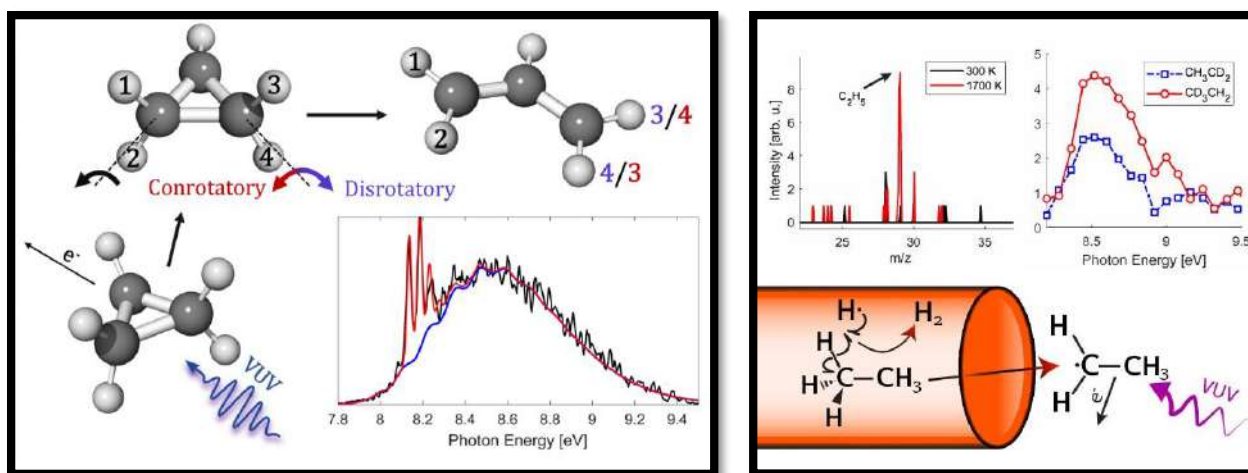 1
3
2
4
1
2
3/4
4/3
Conrotatory
Disrotatory
e-
VUV
7.8 8 8.2 8.4 8.6 8.8 9 9.2 9.4
Photon Energy [eV]
Intensity [arb. u.]
8
6
4
2
0
C₂H₅
300 K
1700 K
25 30 35
m/z
5
4
3
2
1
0
CH₃CD₂
CD₃CH₂
8.5 9 9.5
Photon Energy [eV]
H·
H₂
H
H C–CH₃
H
H
·C–CH₃
H
e-
VUV